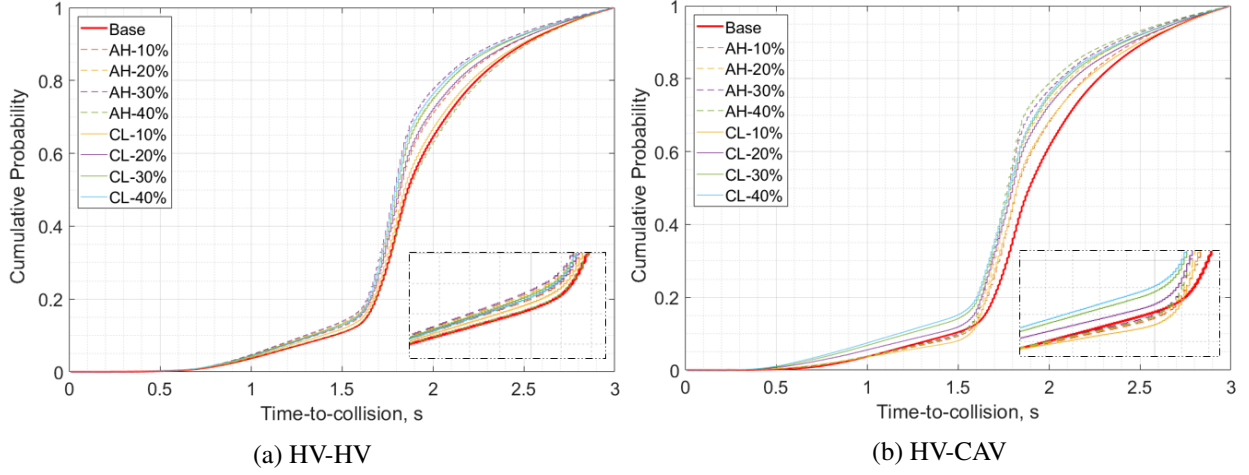 1
0.8
0.6
0.4
0.2
0
Cumulative Probability
Base
AH-10%
AH-20%
AH-30%
AH-40%
CL-10%
CL-20%
CL-30%
CL-40%
0
0.5
1
1.5
2
2.5
3
Time-to-collision, s
(a) HV-HV
1
0.8
0.6
0.4
0.2
0
Cumulative Probability
Base
AH-10%
AH-20%
AH-30%
AH-40%
CL-10%
CL-20%
CL-30%
CL-40%
0
0.5
1
1.5
2
2.5
3
Time-to-collision, s
(b) HV-CAV